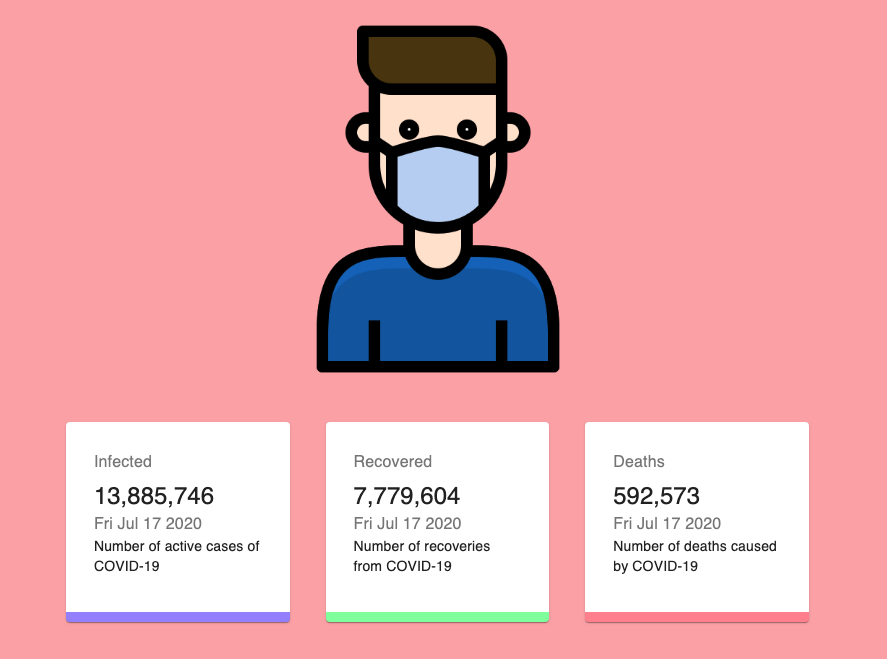 Infected
13,885,746
Fri Jul 17 2020
Number of active cases of
COVID-19
Recovered
7,779,604
Fri Jul 17 2020
Number of recoveries
from COVID-19
Deaths
592,573
Fri Jul 17 2020
Number of deaths caused
by COVID-19